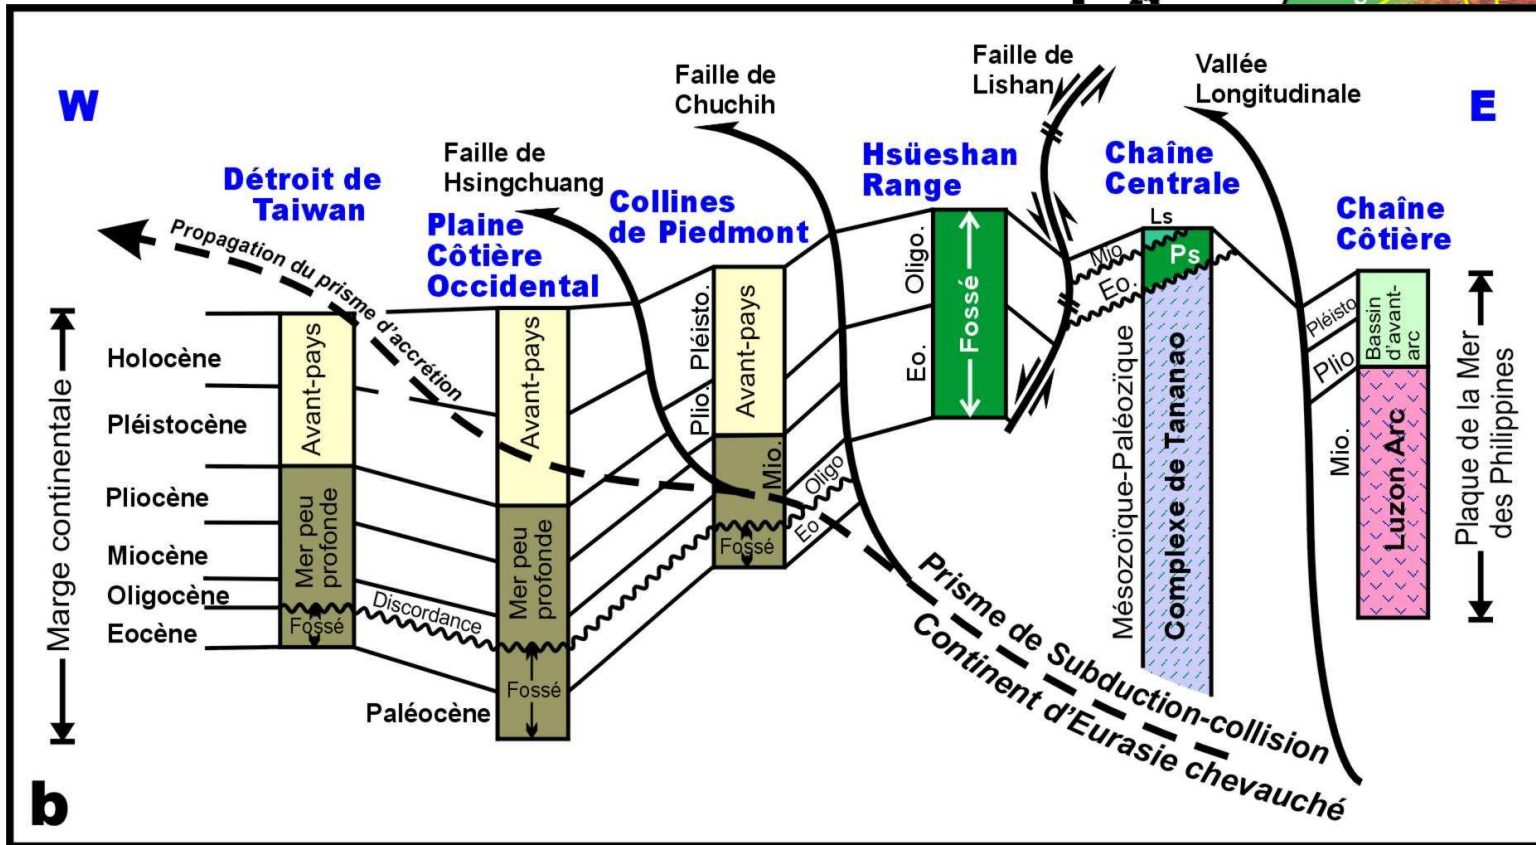 W
E
Faille de
Chuchih
Faille de
Lishan
Vallée
Longitudinale
Faille de
Hsingchuang
Détroit de
Taiwan
Plaine
Côtière
Occidental
Collines
de Piedmont
Hsüeshan
Range
Chaîne
Centrale
Chaîne
Côtière
Propagation du prisme d'accrétion
Marge continentale
Holocène
Pléistocène
Pliocène
Miocène
Oligocène
Eocène
Paléocène
Avant-pays
Mer peu
profonde
Fossé
Discordance
Avant-pays
Mer peu
profonde
Fossé
Pléisto.
Plio.
Avant-pays
Mio.
Fossé
Oligo
Eo
Oligo.
Eo.
Fossé
Mio
Eo.
Ls
Ps
Mésozoïque-Paléozïque
Complexe de Tananao
Pléisto
Plio
Mio.
Bassin
d'avant-
arc
Luzon Arc
Plaque de la Mer
des Philippines
Prisme de Subduction-collision
Continent d'Eurasie chevauché
b